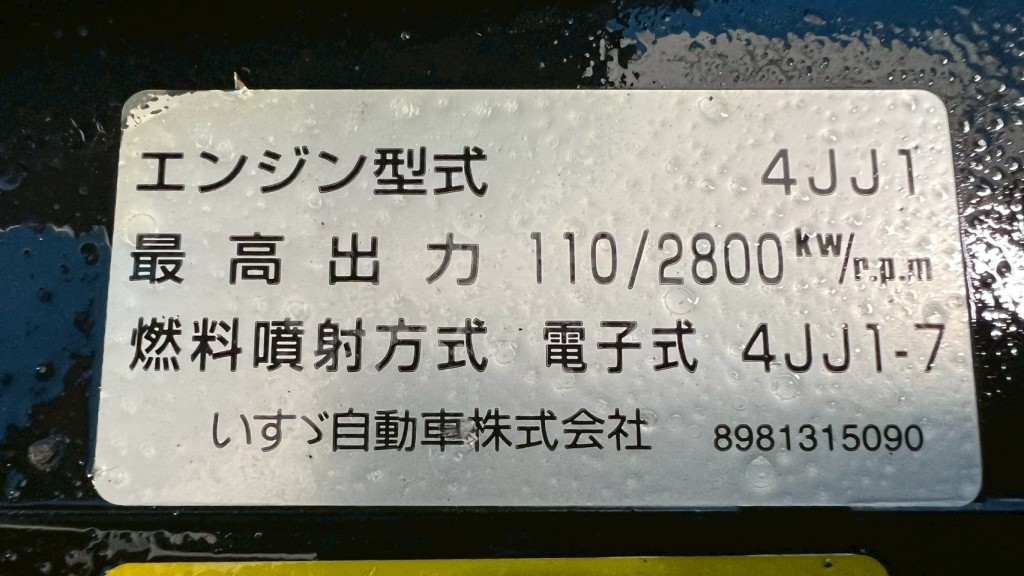 エンジン型式 4JJ1
最高出力 110/2800 kw/r.p.m
燃料噴射方式 電子式 4JJ1-7
いすゞ自動車株式会社 8981315090